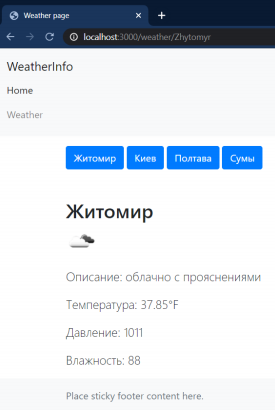 Weather page
localhost:3000/weather/Zhytomyr
WeatherInfo
Home
Weather
Житомир Киев Полтава Сумы
Житомир
Описание: облачно с прояснениями
Температура: 37.85°F
Давление: 1011
Влажность: 88
Place sticky footer content here.